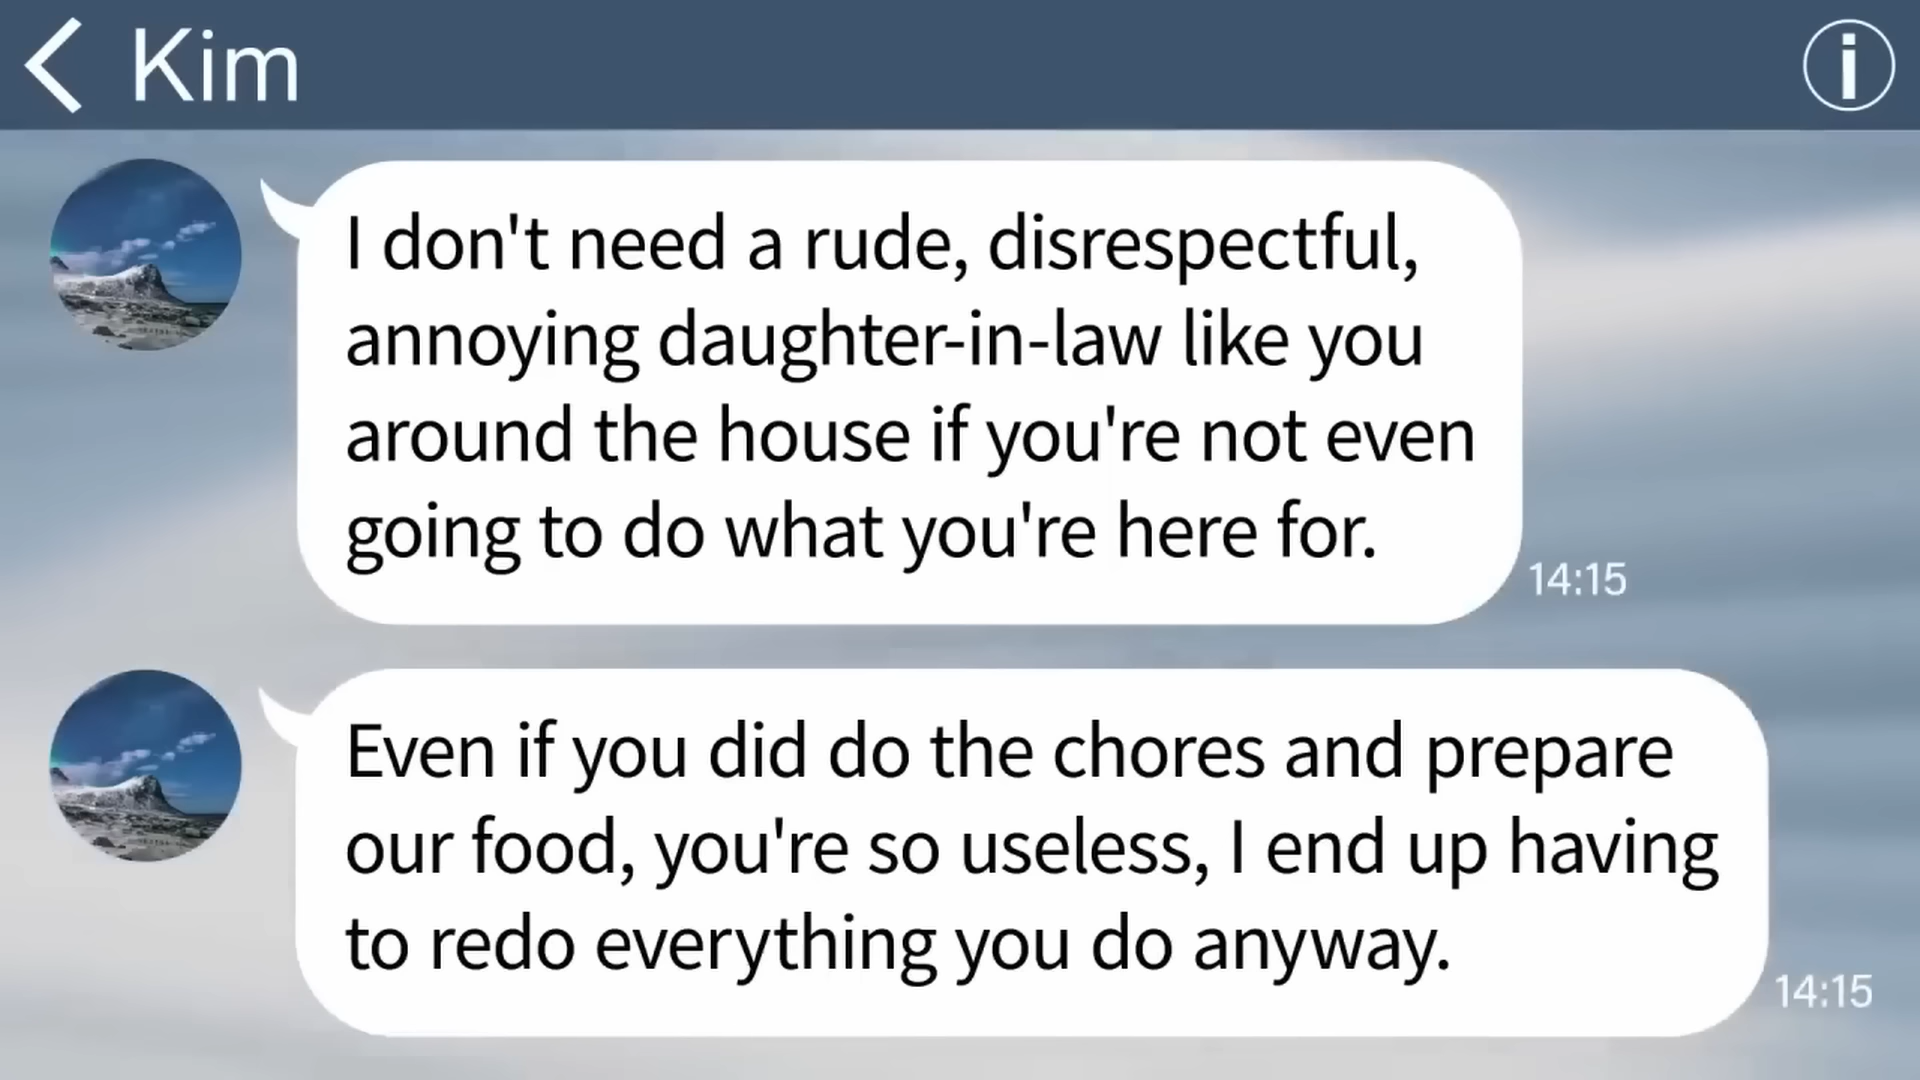 Kim
I don't need a rude, disrespectful,
annoying daughter-in-law like you
around the house if you're not even
going to do what you're here for.
14:15
Even if you did do the chores and prepare
our food, you're so useless, I end up having
to redo everything you do anyway.
14:15